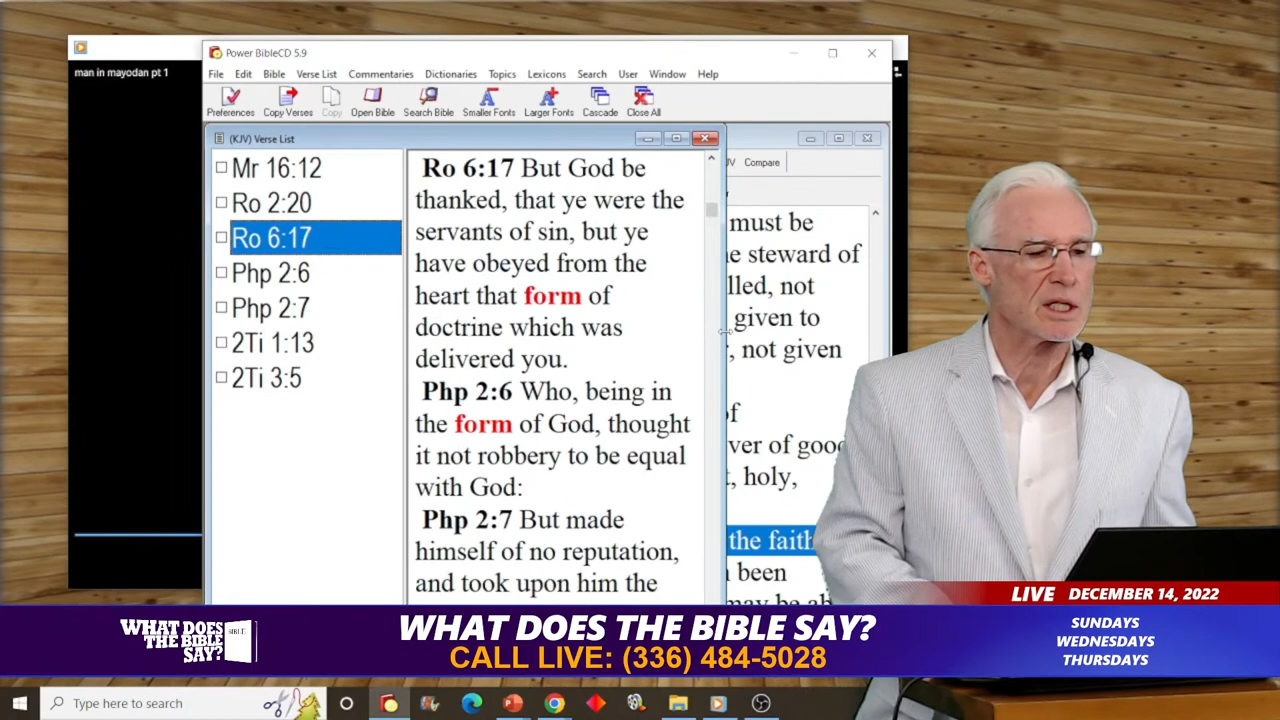 man in mayodan pt 1
Power BibleCD 5.9
File Edit Bible Verse List Commentaries Dictionaries Topics Lexicons Search User Window Help
Preferences Copy Verses Copy Open Bible Search Bible Smaller Fonts Larger Fonts Cascade Close All
(KJV) Verse List
Mr 16:12
Ro 2:20
Ro 6:17
Php 2:6
Php 2:7
2Ti 1:13
2Ti 3:5
Ro 6:17 But God be
thanked, that ye were the
servants of sin, but ye
have obeyed from the
heart that form of
doctrine which was
delivered you.
Php 2:6 Who, being in
the form of God, thought
it not robbery to be equal
with God:
Php 2:7 But made
himself of no reputation,
and took upon him the
Compare
must be
steward of
not
given to
not given
of
of good
holy,
the faith
been
may be
LIVE DECEMBER 14, 2022
WHAT DOES
THE BIBLE
SAY?
BIBLE
WHAT DOES THE BIBLE SAY?
CALL LIVE: (336) 484-5028
SUNDAYS
WEDNESDAYS
THURSDAYS
Type here to search